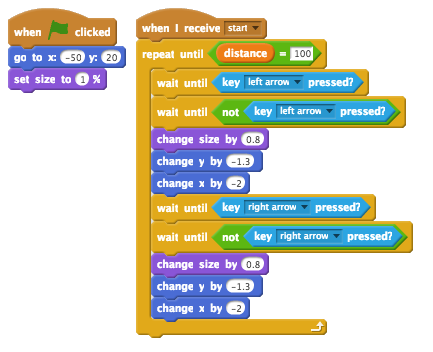 when clicked
go to x: -50 y: 20
set size to 1 %
when I receive start
repeat until distance = 100
wait until key left arrow pressed?
wait until not key left arrow pressed?
change size by 0.8
change y by -1.3
change x by -2
wait until key right arrow pressed?
wait until not key right arrow pressed?
change size by 0.8
change y by -1.3
change x by -2